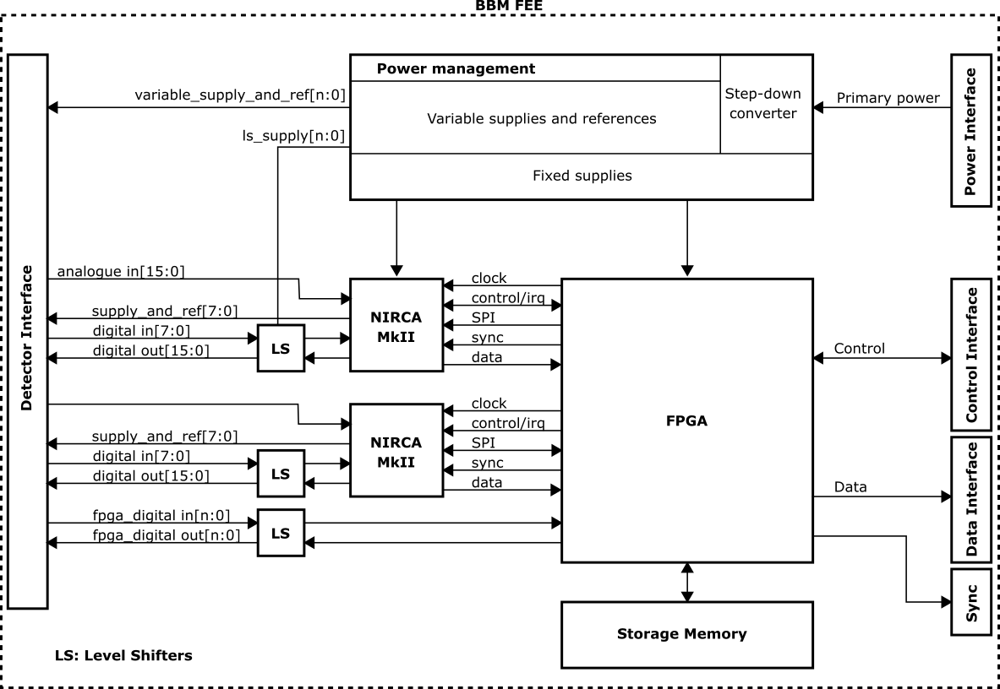 BBM FEE
Power management
variable_supply_and_ref[n:0]
Step-down
converter
Primary power
Power Interface
Variable supplies and references
ls_supply[n:0]
Fixed supplies
Detector Interface
analogue in[15:0]
supply_and_ref[7:0]
digital in[7:0]
digital out[15:0]
LS
NIRCA
MkII
clock
control/irq
SPI
sync
data
FPGA
Control
Control Interface
supply_and_ref[7:0]
digital in[7:0]
digital out[15:0]
LS
NIRCA
MkII
clock
control/irq
SPI
sync
data
Data
Data Interface
fpga_digital in[n:0]
fpga_digital out[n:0]
LS
Sync
Storage Memory
LS: Level Shifters